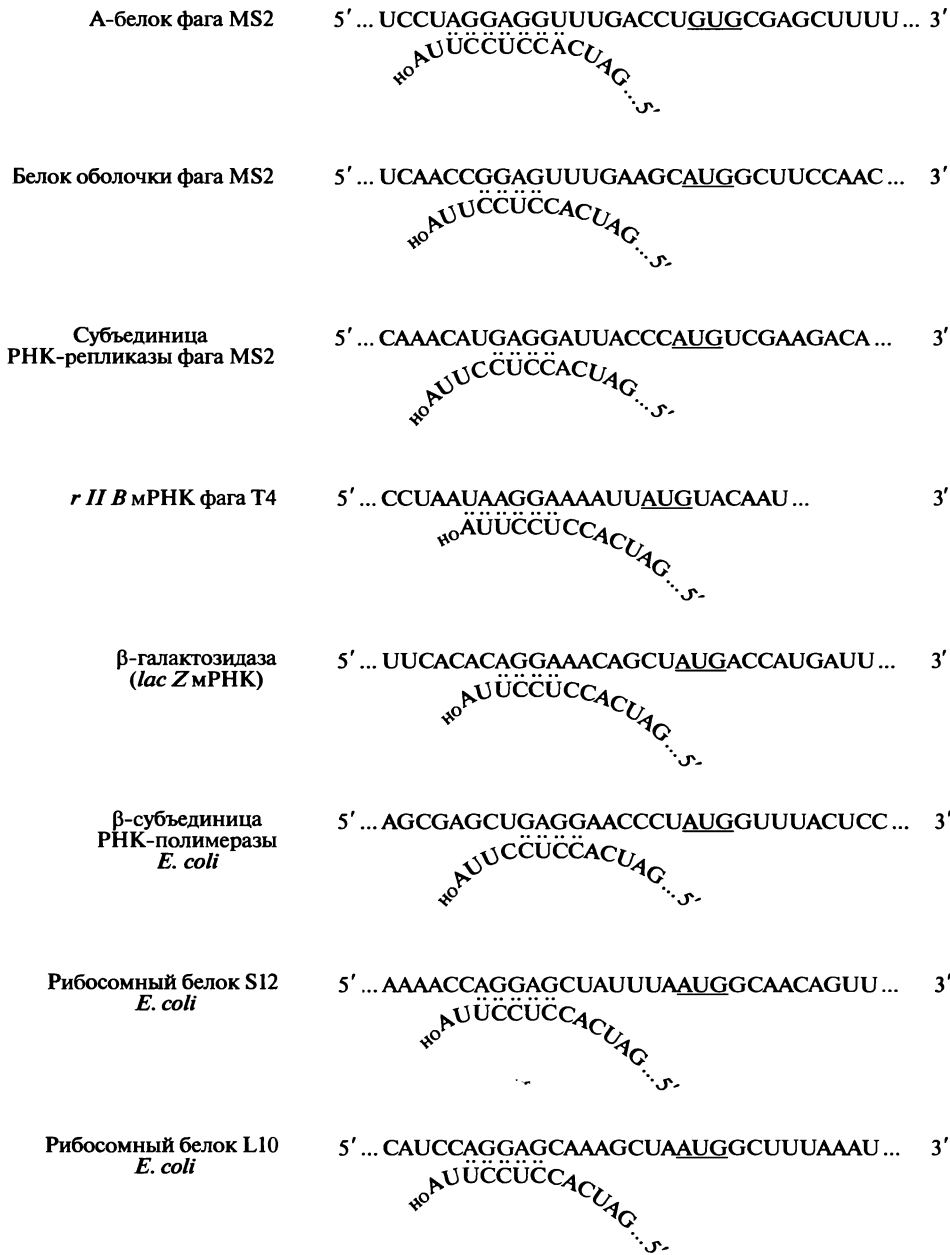 А-белок фага MS2
5′ ... UCCUAGGAGGUUUGACCUGUGCGAGCUUUU ... 3′
HOAUUCCUCCACUAG...5′
Белок оболочки фага MS2
5′ ... UCAACCGGAGUUUGAAGCAUGGCUUCCAAC ... 3′
HOAUUCCUCCACUAG...5′
Субъединица
РНК-репликазы фага MS2
5′ ... CAAACAUGAGGAUUACCCAUGUCGAAGACA ... 3′
HOAUUCCUCCACUAG...5′
r II B мРНК фага T4
5′ ... CCUAAUAAGGAAAAUUAUGUACAAU ... 3′
HOAUUCCUCCACUAG...5′
β-галактозидаза
(lac Z мРНК)
5′ ... UUCACACAGGAAACAGCUAUGACCAUGAUU ... 3′
HOAUUCCUCCACUAG...5′
β-субъединица
РНК-полимеразы
E. coli
5′ ... AGCGAGCUGAGGAACCCUAUGGUUUACUCC ... 3′
HOAUUCCUCCACUAG...5′
Рибосомный белок S12
E. coli
5′ ... AAAACCAGGAGCUAUUUAAUGGCAACAGUU ... 3′
HOAUUCCUCCACUAG...5′
Рибосомный белок L10
E. coli
5′ ... CAUCCAGGAGCAAAGCUAAUGGCUUUAAAU ... 3′
HOAUUCCUCCACUAG...5′